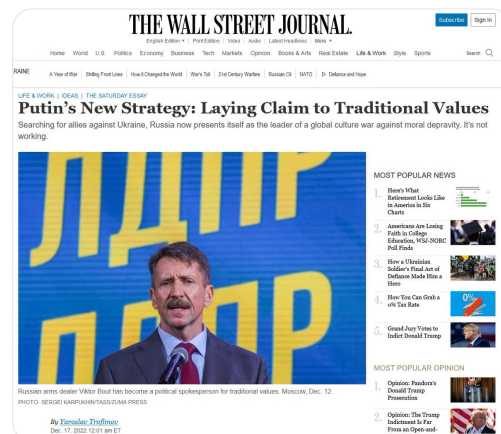 THE WALL STREET JOURNAL.
Subscribe Sign In
English Edition Print Edition Video Audio Latest Headlines More
Home World U.S. Politics Economy Business Tech Markets Opinion Books & Arts Real Estate Life & Work Style Sports Search
RAINE A Year of War Shifting Front Lines How It Changed the World War's Toll 21st Century Warfare Russian Oil NATO Defiance and Hope
LIFE & WORK | IDEAS | THE SATURDAY ESSAY
Putin's New Strategy: Laying Claim to Traditional Values
Searching for allies against Ukraine, Russia now presents itself as the leader of a global culture war against moral depravity. It's not
working.
ЛДПР
ЛДПР
Russian arms dealer Viktor Bout has become a political spokesperson for traditional values. Moscow, Dec. 12.
PHOTO: SERGEI KARPUKHIN/TASS/ZUMA PRESS
By Yaroslav Trofimov
Dec. 17, 2022 12:01 am ET
MOST POPULAR NEWS
1. Here's What
Retirement Looks Like
in America in Six
Charts
2. Americans Are Losing
Faith in College
Education, WSJ-NORC
Poll Finds
3. How a Ukrainian
Soldier's Final Act of
Defiance Made Him a
Hero
4. How You Can Grab a
0% Tax Rate
0%
5. Grand Jury Votes to
Indict Donald Trump
MOST POPULAR OPINION
1. Opinion: Pandora's
Donald Trump
Prosecution
2. Opinion: The Trump
Indictment Is Far
From an Open-and-